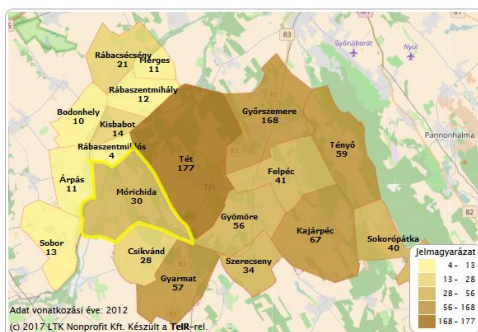 83
Győrújbarát
Nyúl
Rábacsécsény
21
Mérges
11
Rábaszentmihály
12
Bodonhely
10
Kisbabot
14
Győrszemere
168
Pannonhalma
Rábaszentmiklós
4
Tényő
59
Tét
177
Felpéc
41
Árpás
11
Mórichida
30
82
Gyömöre
56
Kajárpéc
67
Sokorópátka
40
Sobor
13
Csikvánd
28
Szerecseny
34
Gyarmat
57
83
Jelmagyarázat
4 - 13
13 - 28
28 - 56
56 - 168
168 - 177
Adat vonatkozási éve: 2012
(c) 2017 LTK Nonprofit Kft. Készült a TeIR-rel.